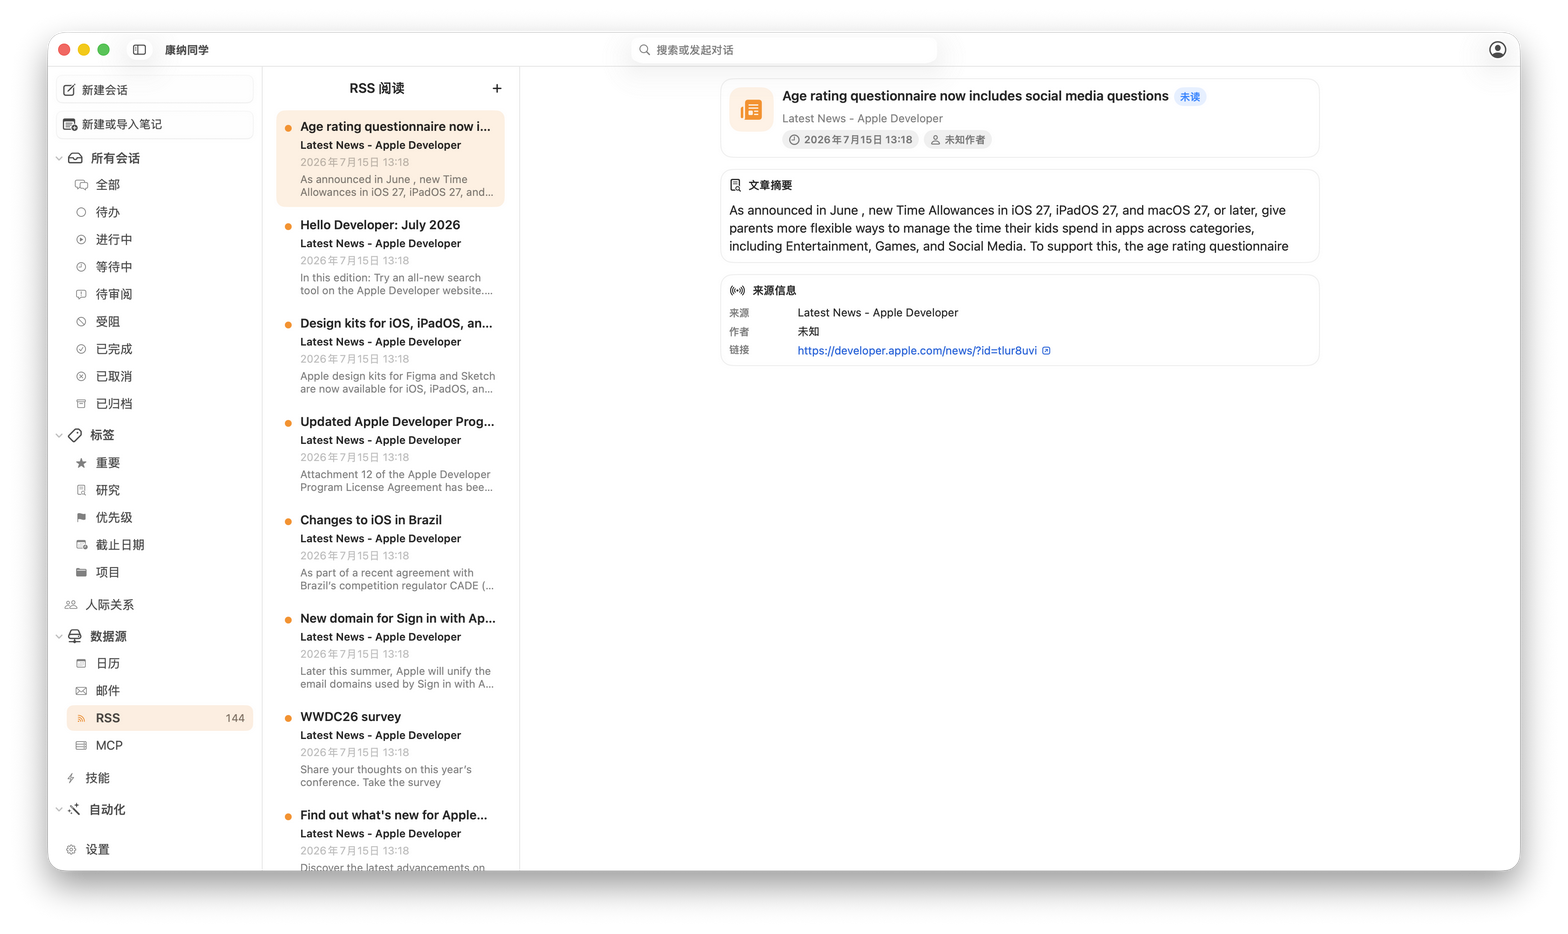 康纳同学
搜索或发起对话
新建会话
新建或导入笔记
所有会话
全部
待办
进行中
等待中
待审阅
受阻
已完成
已取消
已归档
标签
重要
研究
优先级
截止日期
项目
人际关系
数据源
日历
邮件
RSS 144
MCP
技能
自动化
设置
RSS 阅读
Age rating questionnaire now i...
Latest News - Apple Developer
2026年7月15日 13:18
As announced in June , new Time
Allowances in iOS 27, iPadOS 27, and...
Hello Developer: July 2026
Latest News - Apple Developer
2026年7月15日 13:18
In this edition: Try an all-new search
tool on the Apple Developer website....
Design kits for iOS, iPadOS, an...
Latest News - Apple Developer
2026年7月15日 13:18
Apple design kits for Figma and Sketch
are now available for iOS, iPadOS, an...
Updated Apple Developer Prog...
Latest News - Apple Developer
2026年7月15日 13:18
Attachment 12 of the Apple Developer
Program License Agreement has bee...
Changes to iOS in Brazil
Latest News - Apple Developer
2026年7月15日 13:18
As part of a recent agreement with
Brazil's competition regulator CADE (...
New domain for Sign in with Ap...
Latest News - Apple Developer
2026年7月15日 13:18
Later this summer, Apple will unify the
email domains used by Sign in with A...
WWDC26 survey
Latest News - Apple Developer
2026年7月15日 13:18
Share your thoughts on this year's
conference. Take the survey
Find out what's new for Apple...
Latest News - Apple Developer
2026年7月15日 13:18
Discover the latest advancements on
Age rating questionnaire now includes social media questions 未读
Latest News - Apple Developer
2026年7月15日 13:18 未知作者
文章摘要
As announced in June , new Time Allowances in iOS 27, iPadOS 27, and macOS 27, or later, give
parents more flexible ways to manage the time their kids spend in apps across categories,
including Entertainment, Games, and Social Media. To support this, the age rating questionnaire
来源信息
来源 Latest News - Apple Developer
作者 未知
链接 https://developer.apple.com/news/?id=tlur8uvi